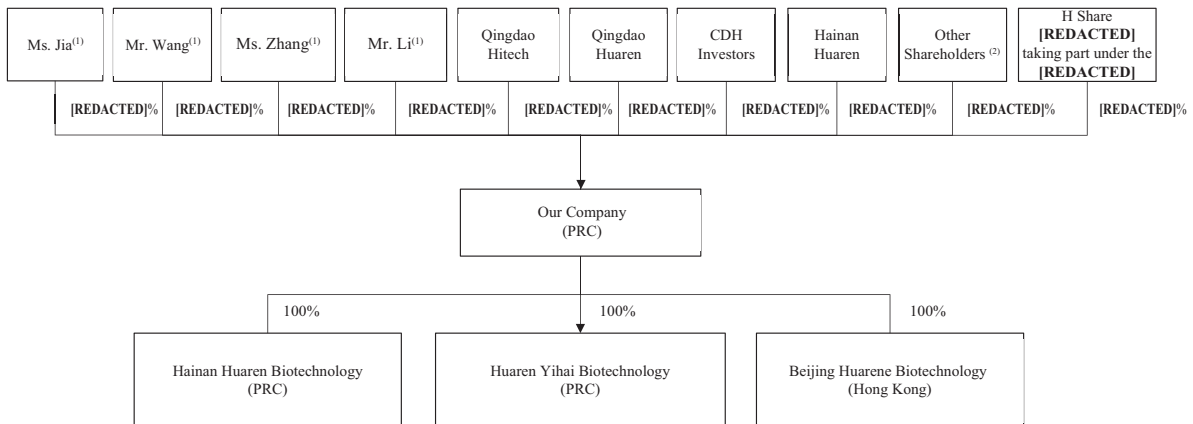 Ms. Jia(1)
Mr. Wang(1)
Ms. Zhang(1)
Mr. Li(1)
Qingdao
Hitech
Qingdao
Huaren
CDH
Investors
Hainan
Huaren
Other
Shareholders (2)
H Share
[REDACTED]
taking part under the
[REDACTED]
[REDACTED]%
[REDACTED]%
[REDACTED]%
[REDACTED]%
[REDACTED]%
[REDACTED]%
[REDACTED]%
[REDACTED]%
[REDACTED]%
[REDACTED]%
Our Company
(PRC)
100%
100%
100%
Hainan Huaren Biotechnology
(PRC)
Huaren Yihai Biotechnology
(PRC)
Beijing Huarene Biotechnology
(Hong Kong)